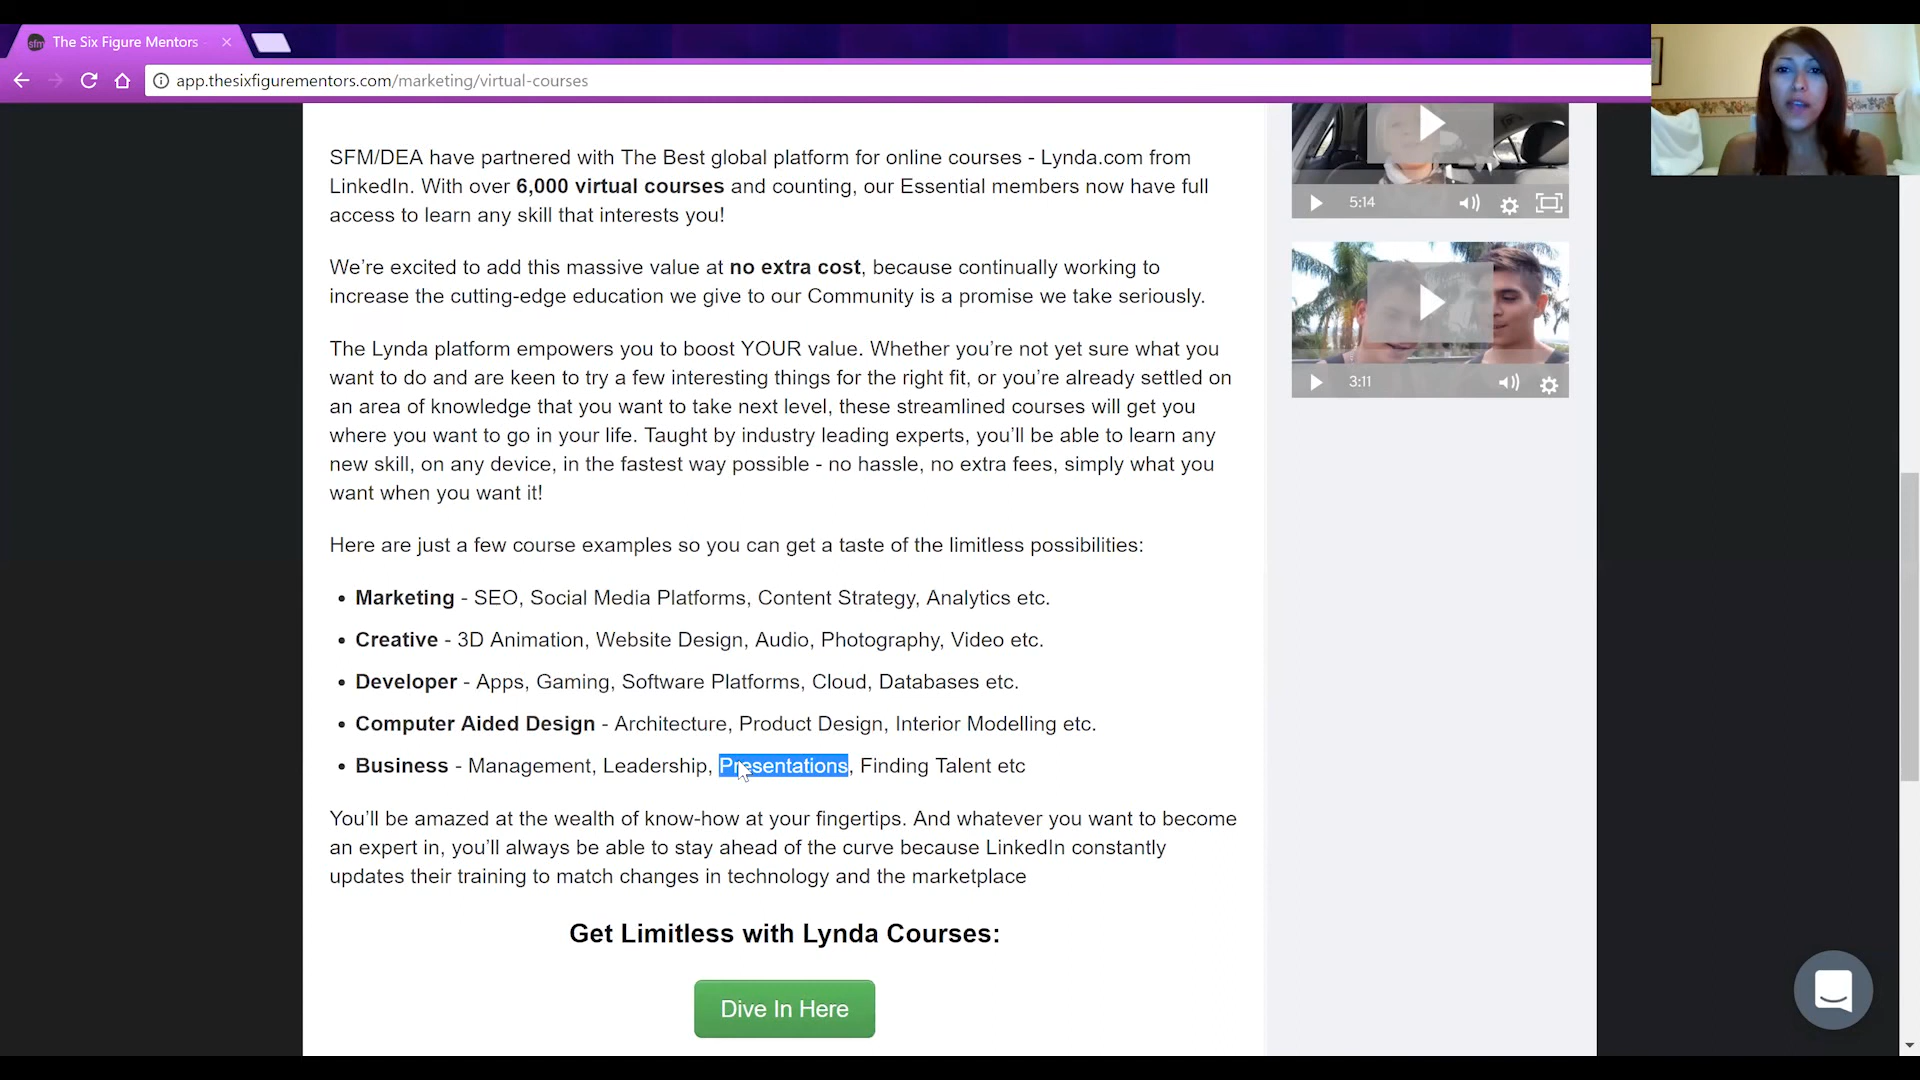 sfm The Six Figure Mentors
app.thesixfigurementors.com/marketing/virtual-courses
SFM/DEA have partnered with The Best global platform for online courses - Lynda.com from
LinkedIn. With over 6,000 virtual courses and counting, our Essential members now have full
access to learn any skill that interests you!
We're excited to add this massive value at no extra cost, because continually working to
increase the cutting-edge education we give to our Community is a promise we take seriously.
The Lynda platform empowers you to boost YOUR value. Whether you're not yet sure what you
want to do and are keen to try a few interesting things for the right fit, or you're already settled on
an area of knowledge that you want to take next level, these streamlined courses will get you
where you want to go in your life. Taught by industry leading experts, you'll be able to learn any
new skill, on any device, in the fastest way possible - no hassle, no extra fees, simply what you
want when you want it!
Here are just a few course examples so you can get a taste of the limitless possibilities:
• Marketing - SEO, Social Media Platforms, Content Strategy, Analytics etc.
• Creative - 3D Animation, Website Design, Audio, Photography, Video etc.
• Developer - Apps, Gaming, Software Platforms, Cloud, Databases etc.
• Computer Aided Design - Architecture, Product Design, Interior Modelling etc.
• Business - Management, Leadership, Presentations, Finding Talent etc
You'll be amazed at the wealth of know-how at your fingertips. And whatever you want to become
an expert in, you'll always be able to stay ahead of the curve because LinkedIn constantly
updates their training to match changes in technology and the marketplace
Get Limitless with Lynda Courses:
Dive In Here
5:14
3:11